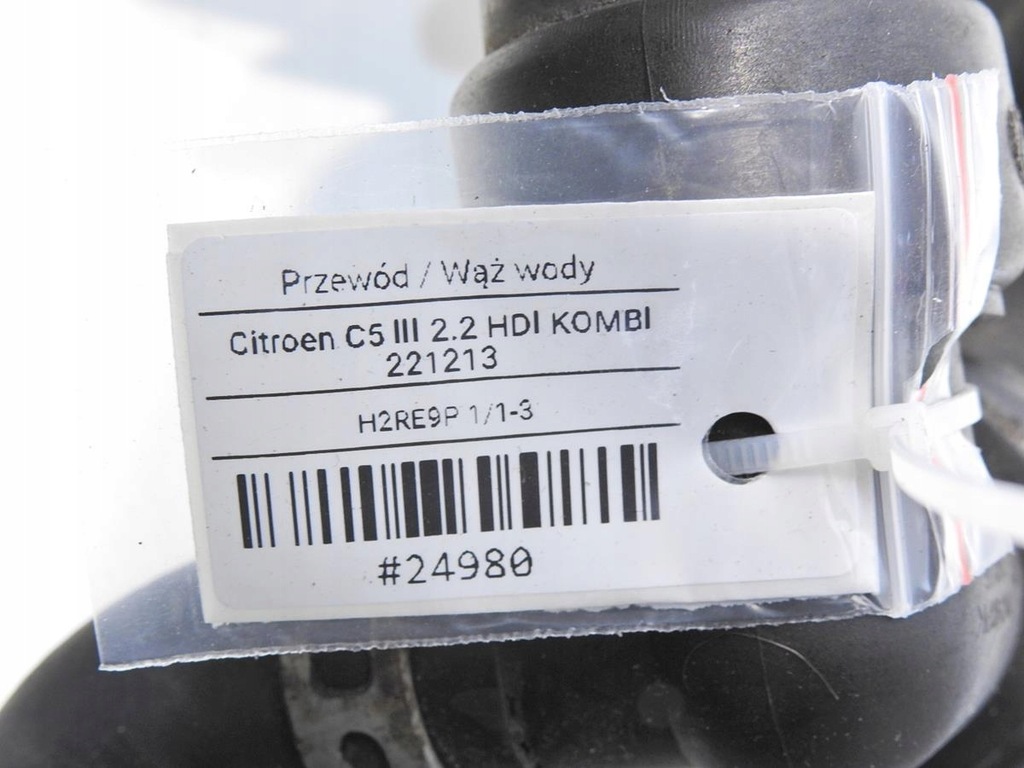 Przewód / Wąż wody
Citroen C5 III 2.2 HDI KOMBI
221213
H2RE9P 1/1-3
#24980